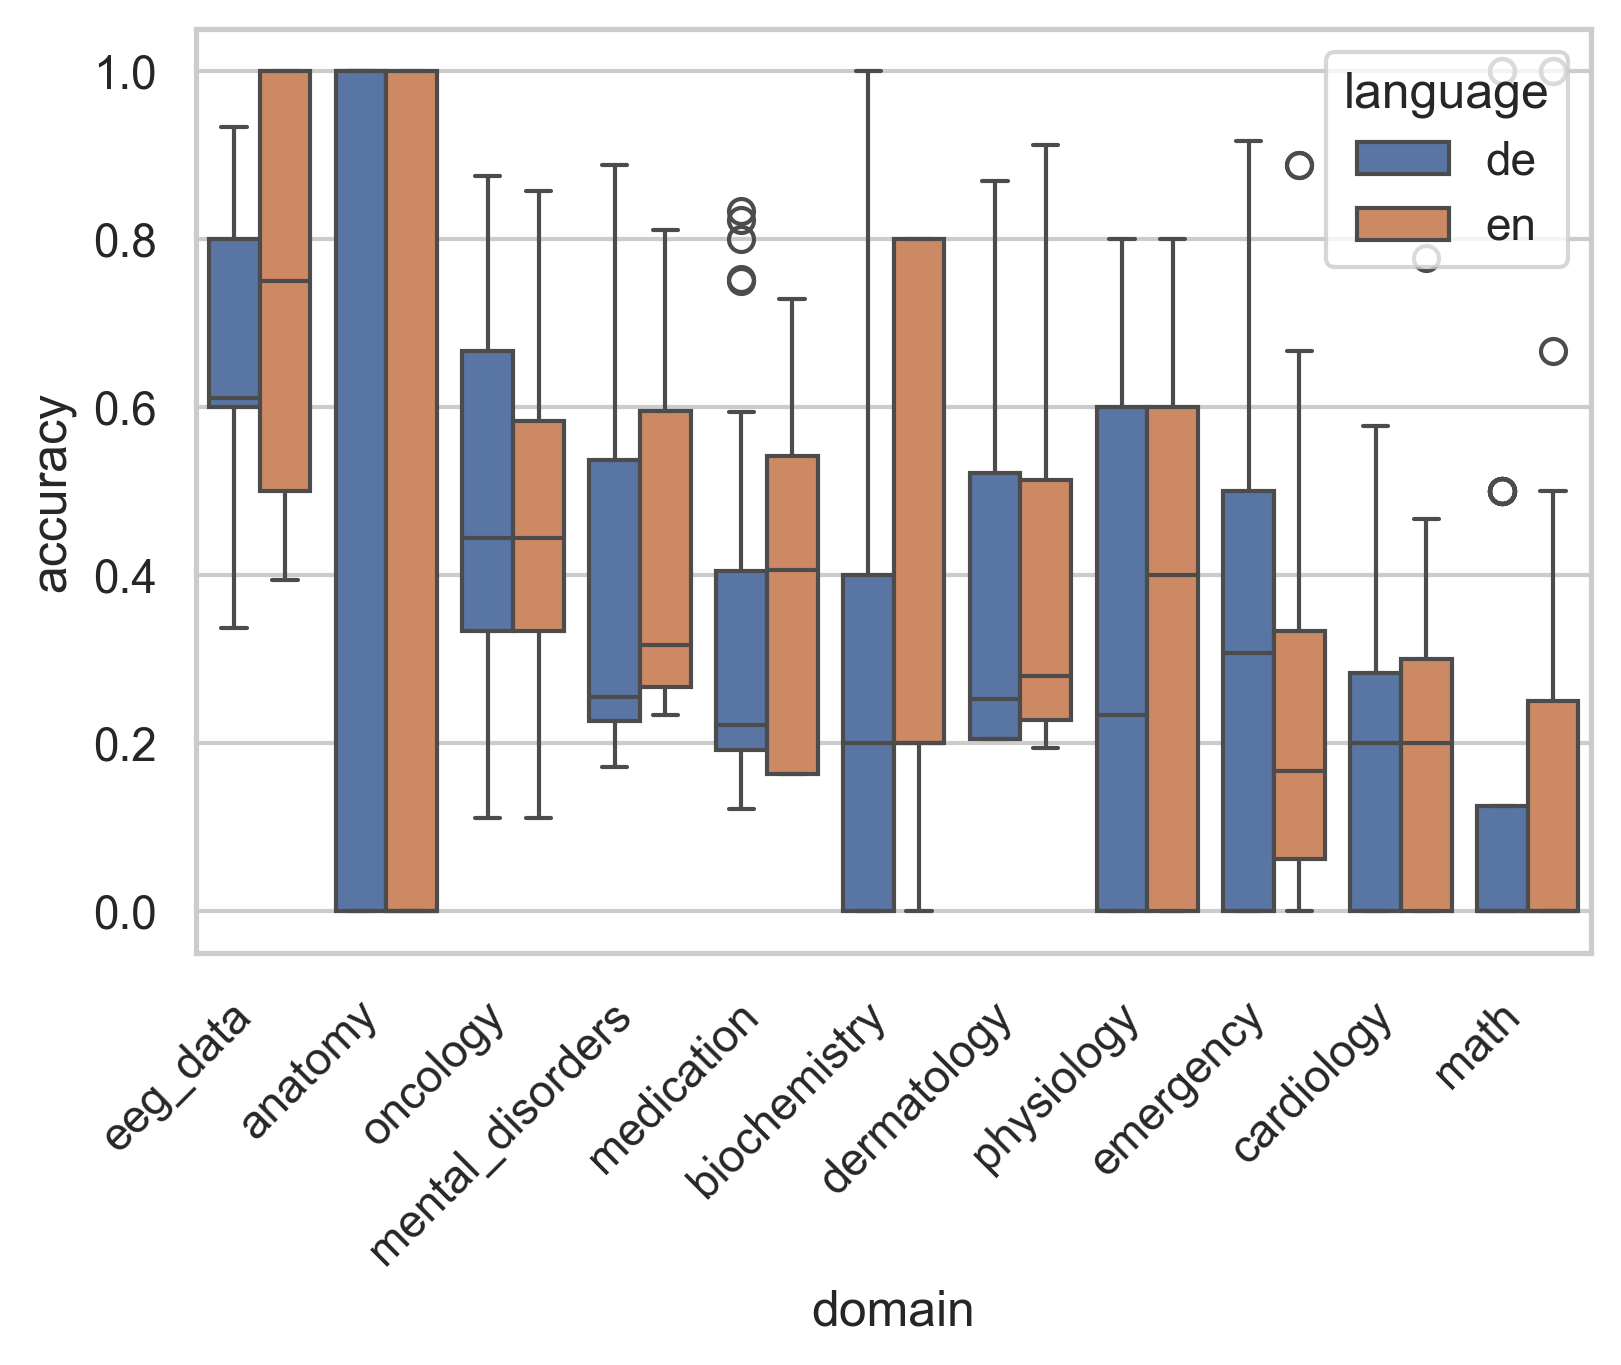 1.0
0.8
0.6
0.4
0.2
0.0
accuracy
language
de
en
eeg_data
anatomy
oncology
mental_disorders
medication
biochemistry
dermatology
physiology
emergency
cardiology
math
domain